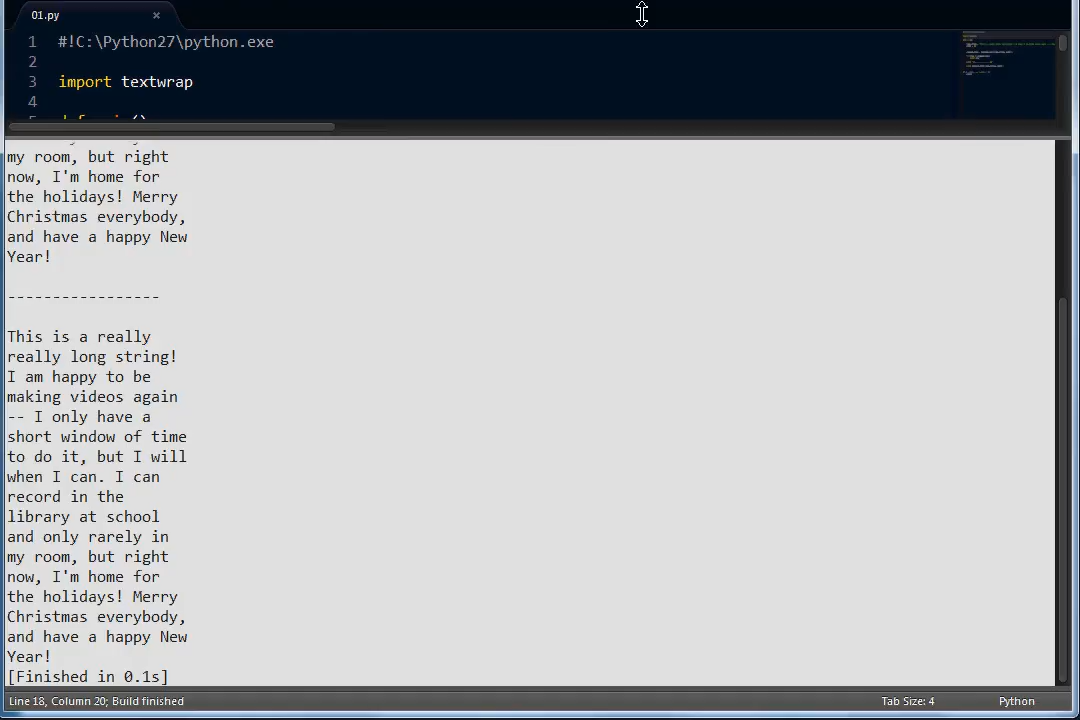 01.py ×
1 #!C:\Python27\python.exe
2
3 import textwrap
4
5
my room, but right
now, I'm home for
the holidays! Merry
Christmas everybody,
and have a happy New
Year!
-----------------
This is a really
really long string!
I am happy to be
making videos again
-- I only have a
short window of time
to do it, but I will
when I can. I can
record in the
library at school
and only rarely in
my room, but right
now, I'm home for
the holidays! Merry
Christmas everybody,
and have a happy New
Year!
[Finished in 0.1s]
Line 18, Column 20; Build finished Tab Size: 4 Python